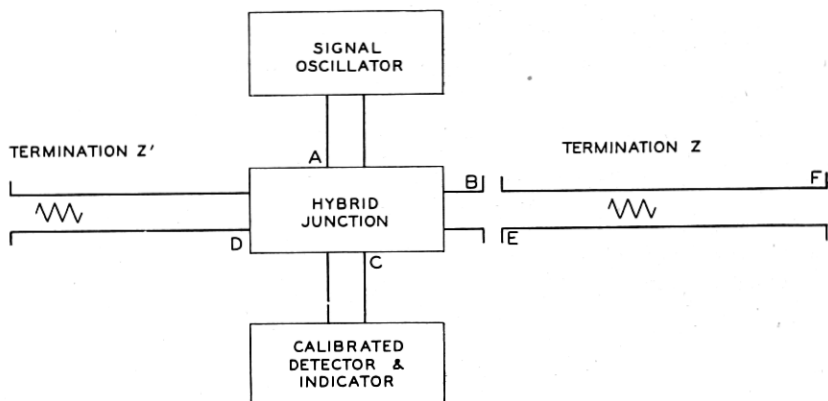 SIGNAL
OSCILLATOR
TERMINATION Z'
TERMINATION Z
A
B
F
HYBRID
JUNCTION
D
C
E
CALIBRATED
DETECTOR &
INDICATOR